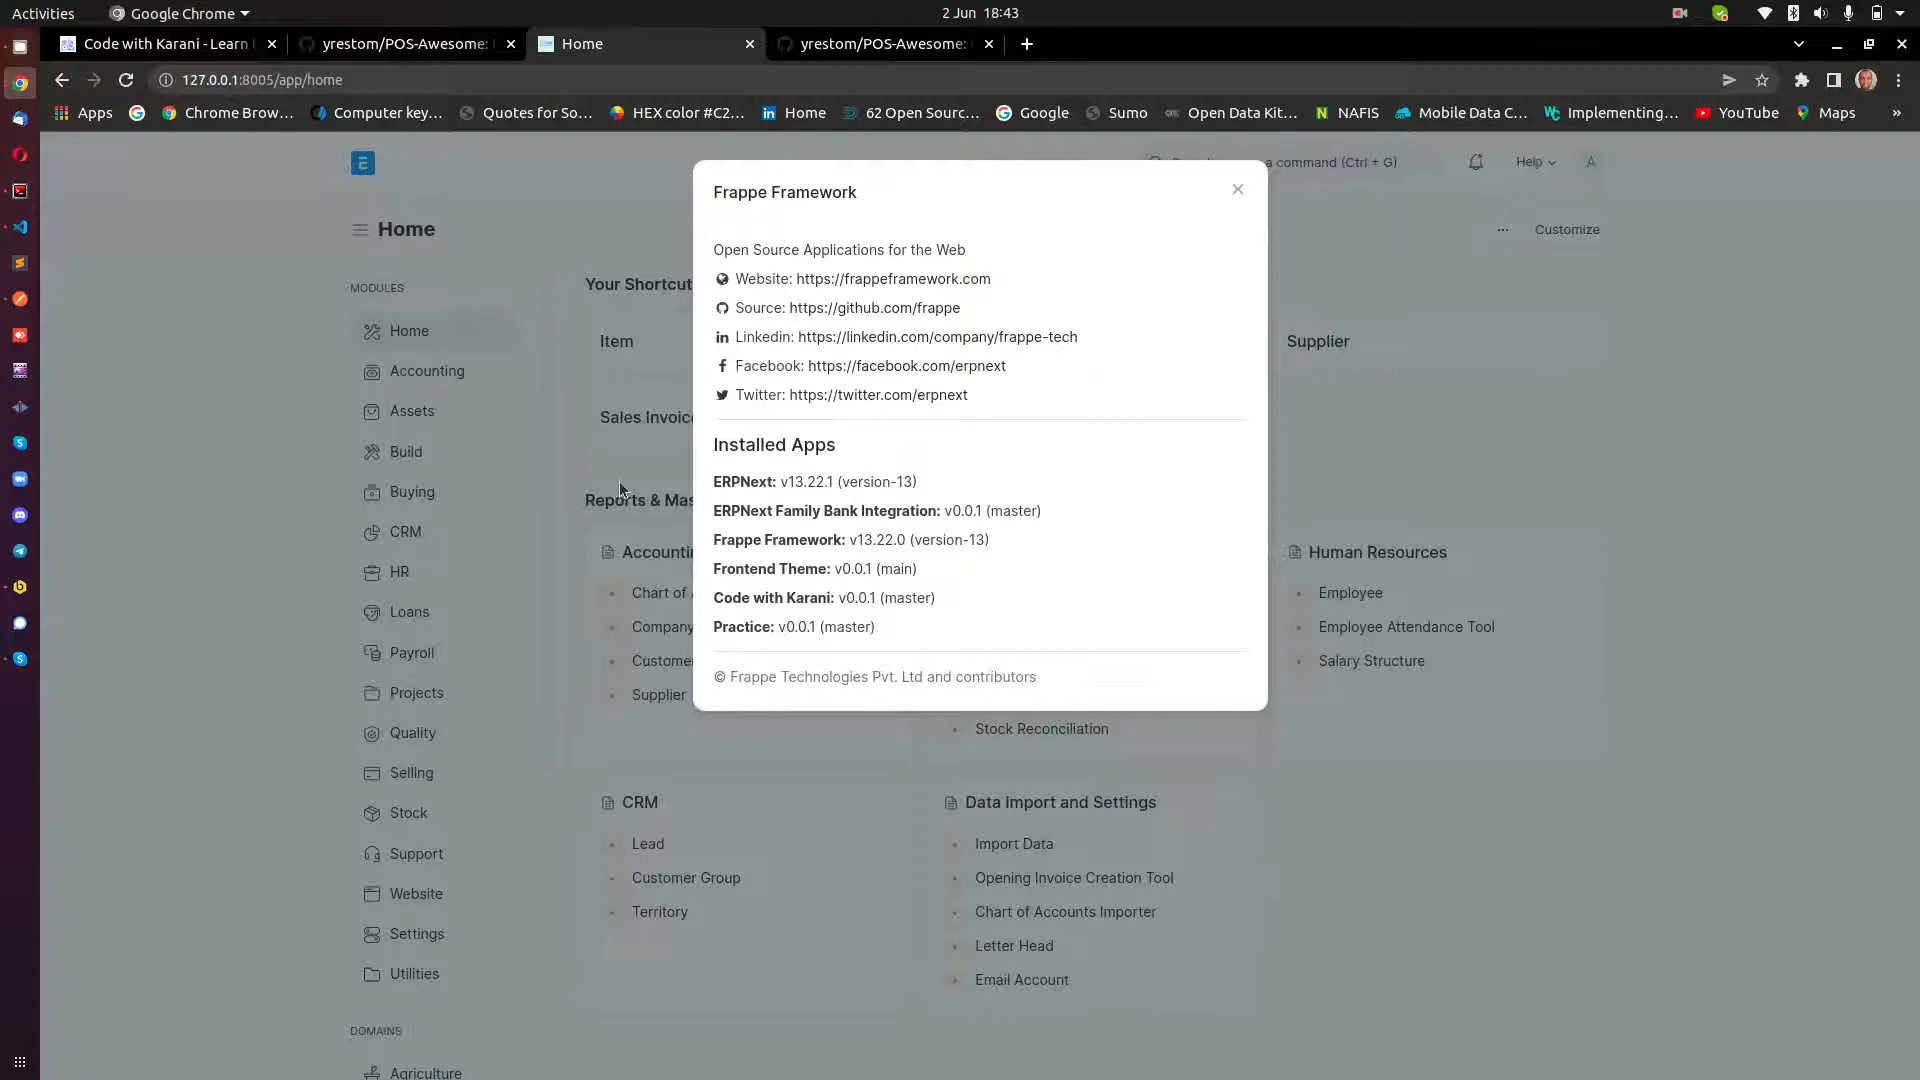 Activities
Google Chrome
2 Jun 18:43
Code with Karani - Learn
yrestom/POS-Awesome:
Home
yrestom/POS-Awesome:
127.0.0.1:8005/app/home
Apps
Chrome Brow...
Computer key...
Quotes for So...
HEX color #C2...
Home
62 Open Sourc...
Google
Sumo
Open Data Kit...
NAFIS
Mobile Data C...
Implementing...
YouTube
Maps
»
E
a command (Ctrl + G)
Help
A
Home
Customize
MODULES
Home
Accounting
Assets
Build
Buying
CRM
HR
Loans
Payroll
Projects
Quality
Selling
Stock
Support
Website
Settings
Utilities
DOMAINS
Agriculture
Your Shortcut
Item
Supplier
Sales Invoice
Reports & Mas
Frappe Framework
Open Source Applications for the Web
Website: https://frappeframework.com
Source: https://github.com/frappe
Linkedin: https://linkedin.com/company/frappe-tech
Facebook: https://facebook.com/erpnext
Twitter: https://twitter.com/erpnext
Installed Apps
ERPNext: v13.22.1 (version-13)
ERPNext Family Bank Integration: v0.0.1 (master)
Frappe Framework: v13.22.0 (version-13)
Frontend Theme: v0.0.1 (main)
Code with Karani: v0.0.1 (master)
Practice: v0.0.1 (master)
© Frappe Technologies Pvt. Ltd and contributors
Accounti
Chart of
Company
Custome
Supplier
Stock Reconciliation
Human Resources
Employee
Employee Attendance Tool
Salary Structure
CRM
Lead
Customer Group
Territory
Data Import and Settings
Import Data
Opening Invoice Creation Tool
Chart of Accounts Importer
Letter Head
Email Account